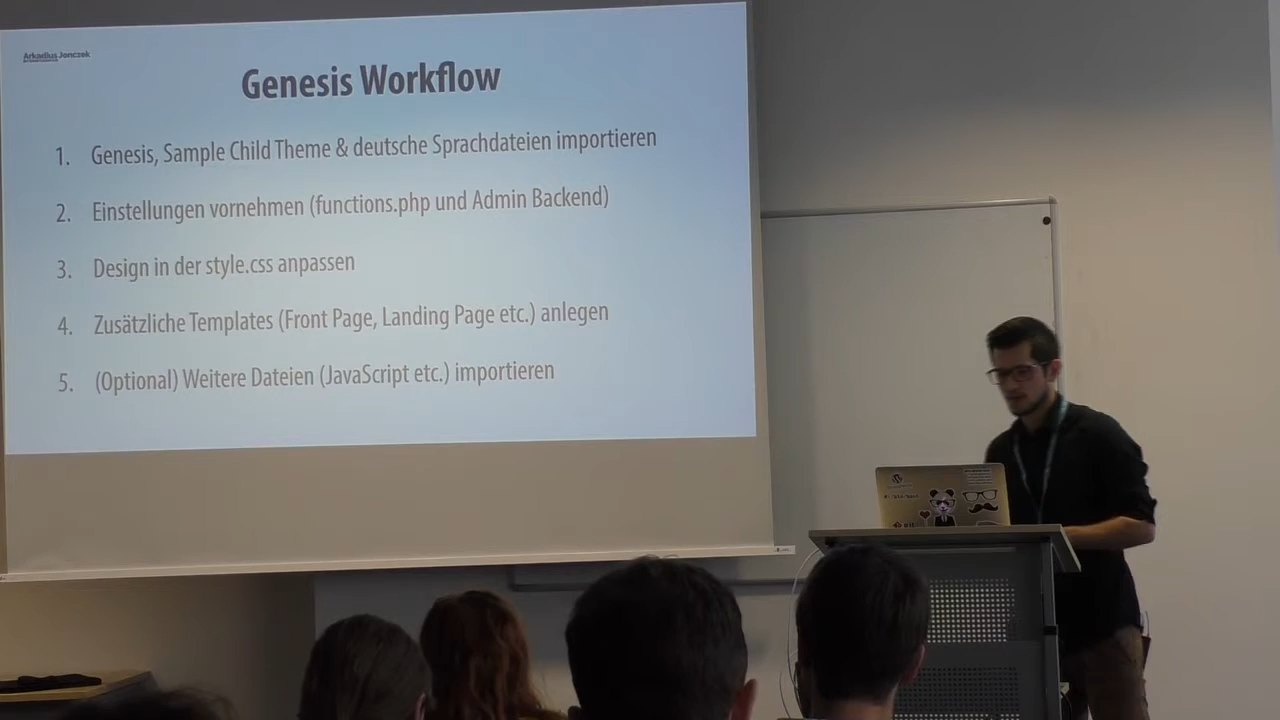 Arkadius Jonczek
Genesis Workflow
1. Genesis, Sample Child Theme & deutsche Sprachdateien importieren
2. Einstellungen vornehmen (functions.php und Admin Backend)
3. Design in der style.css anpassen
4. Zusätzliche Templates (Front Page, Landing Page etc.) anlegen
5. (Optional) Weitere Dateien (JavaScript etc.) importieren